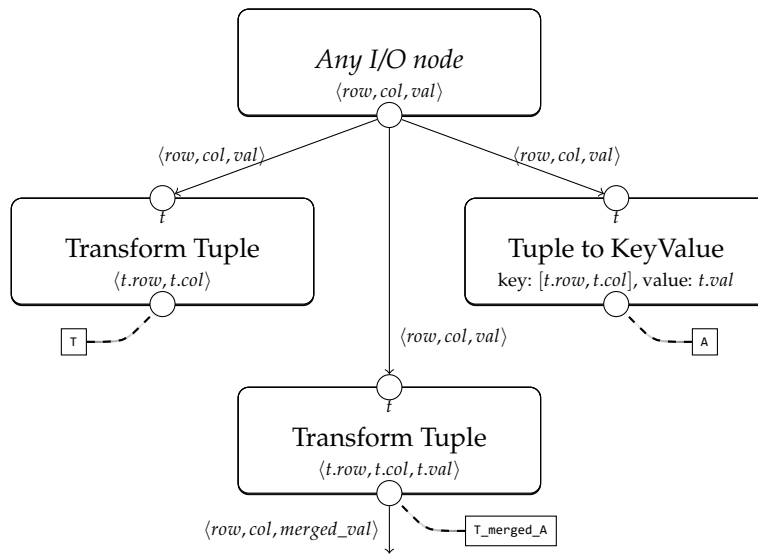 Any I/O node
⟨row, col, val⟩
⟨row, col, val⟩
⟨row, col, val⟩
t
Transform Tuple
⟨t.row, t.col⟩
T
t
Tuple to KeyValue
key: [t.row, t.col], value: t.val
A
⟨row, col, val⟩
t
Transform Tuple
⟨t.row, t.col, t.val⟩
⟨row, col, merged_val⟩
T_merged_A